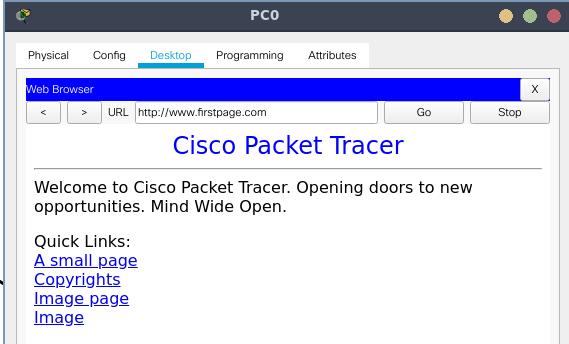 PC0
Physical Config Desktop Programming Attributes
Web Browser X
< > URL http://www.firstpage.com Go Stop
Cisco Packet Tracer
Welcome to Cisco Packet Tracer. Opening doors to new
opportunities. Mind Wide Open.
Quick Links:
A small page
Copyrights
Image page
Image